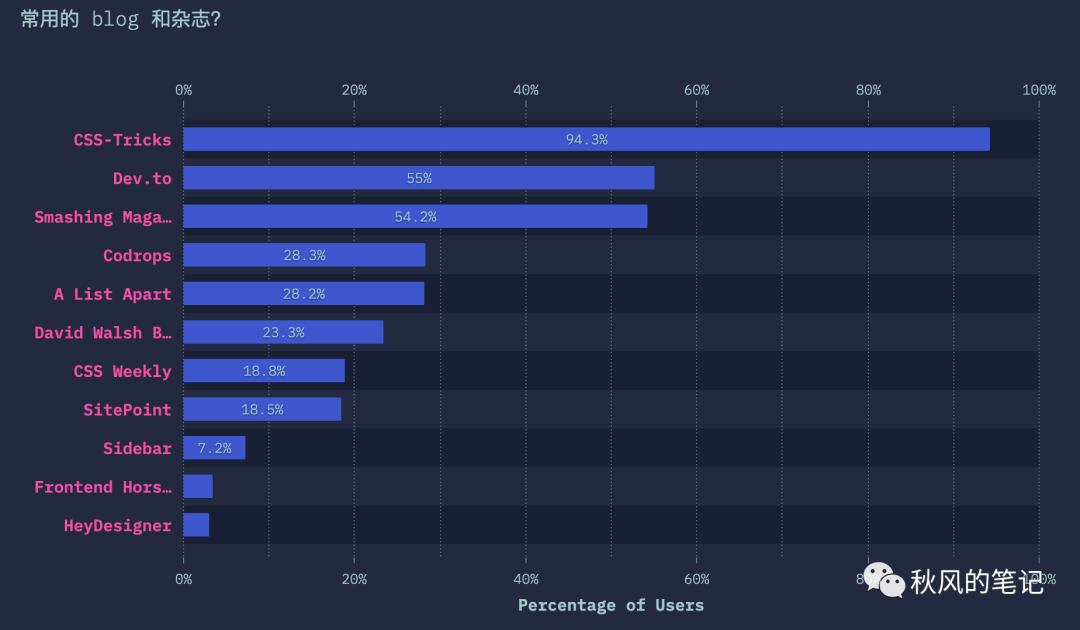 常用的 blog 和杂志?
0% 20% 40% 60% 80% 100%
CSS-Tricks 94.3%
Dev.to 55%
Smashing Maga… 54.2%
Codrops 28.3%
A List Apart 28.2%
David Walsh B… 23.3%
CSS Weekly 18.8%
SitePoint 18.5%
Sidebar 7.2%
Frontend Hors…
HeyDesigner
0% 20% 40% 60% 80% 100%
秋风的笔记
Percentage of Users